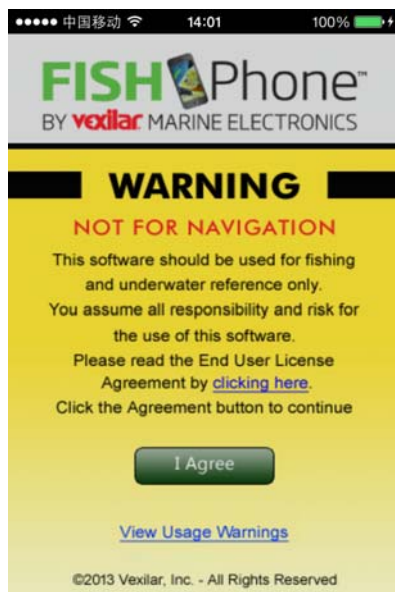 中国移动 14:01 100%
FISH Phone™
BY vexilar MARINE ELECTRONICS
WARNING
NOT FOR NAVIGATION
This software should be used for fishing
and underwater reference only.
You assume all responsibility and risk for
the use of this software.
Please read the End User License
Agreement by clicking here.
Click the Agreement button to continue
I Agree
View Usage Warnings
©2013 Vexilar, Inc. - All Rights Reserved